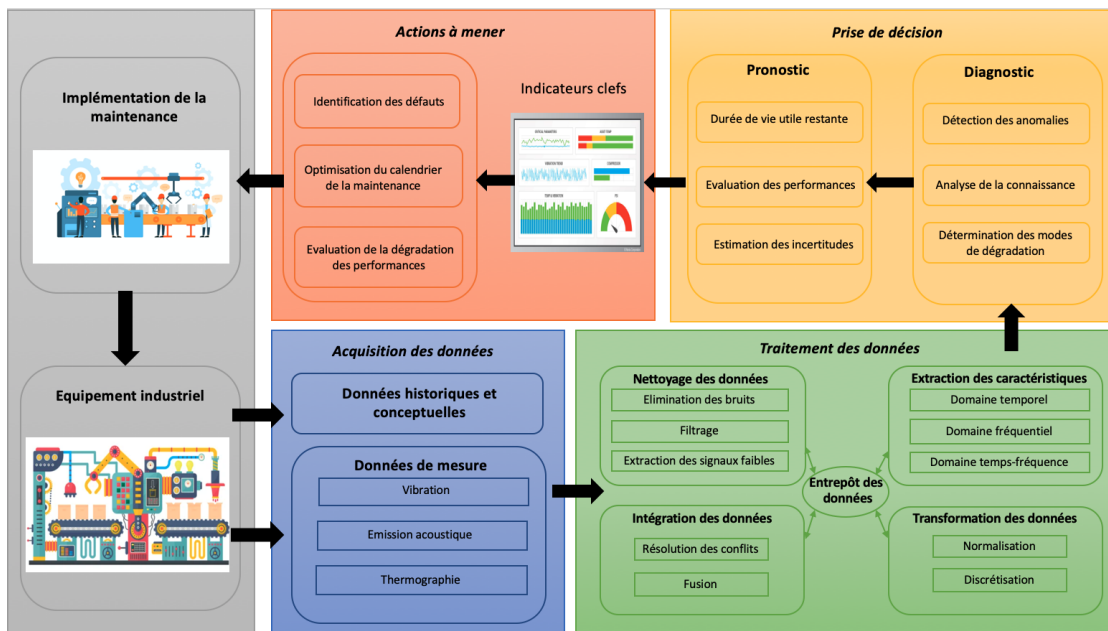 Implémentation de la
maintenance
Equipement industriel
Actions à mener
Identification des défauts
Optimisation du calendrier
de la maintenance
Evaluation de la dégradation
des performances
Indicateurs clefs
Prise de décision
Pronostic
Durée de vie utile restante
Evaluation des performances
Estimation des incertitudes
Diagnostic
Détection des anomalies
Analyse de la connaissance
Détermination des modes
de dégradation
Acquisition des données
Données historiques et
conceptuelles
Données de mesure
Vibration
Emission acoustique
Thermographie
Traitement des données
Nettoyage des données
Elimination des bruits
Filtrage
Extraction des signaux faibles
Extraction des caractéristiques
Domaine temporel
Domaine fréquentiel
Domaine temps-fréquence
Entrepôt des
données
Intégration des données
Résolution des conflits
Fusion
Transformation des données
Normalisation
Discrétisation